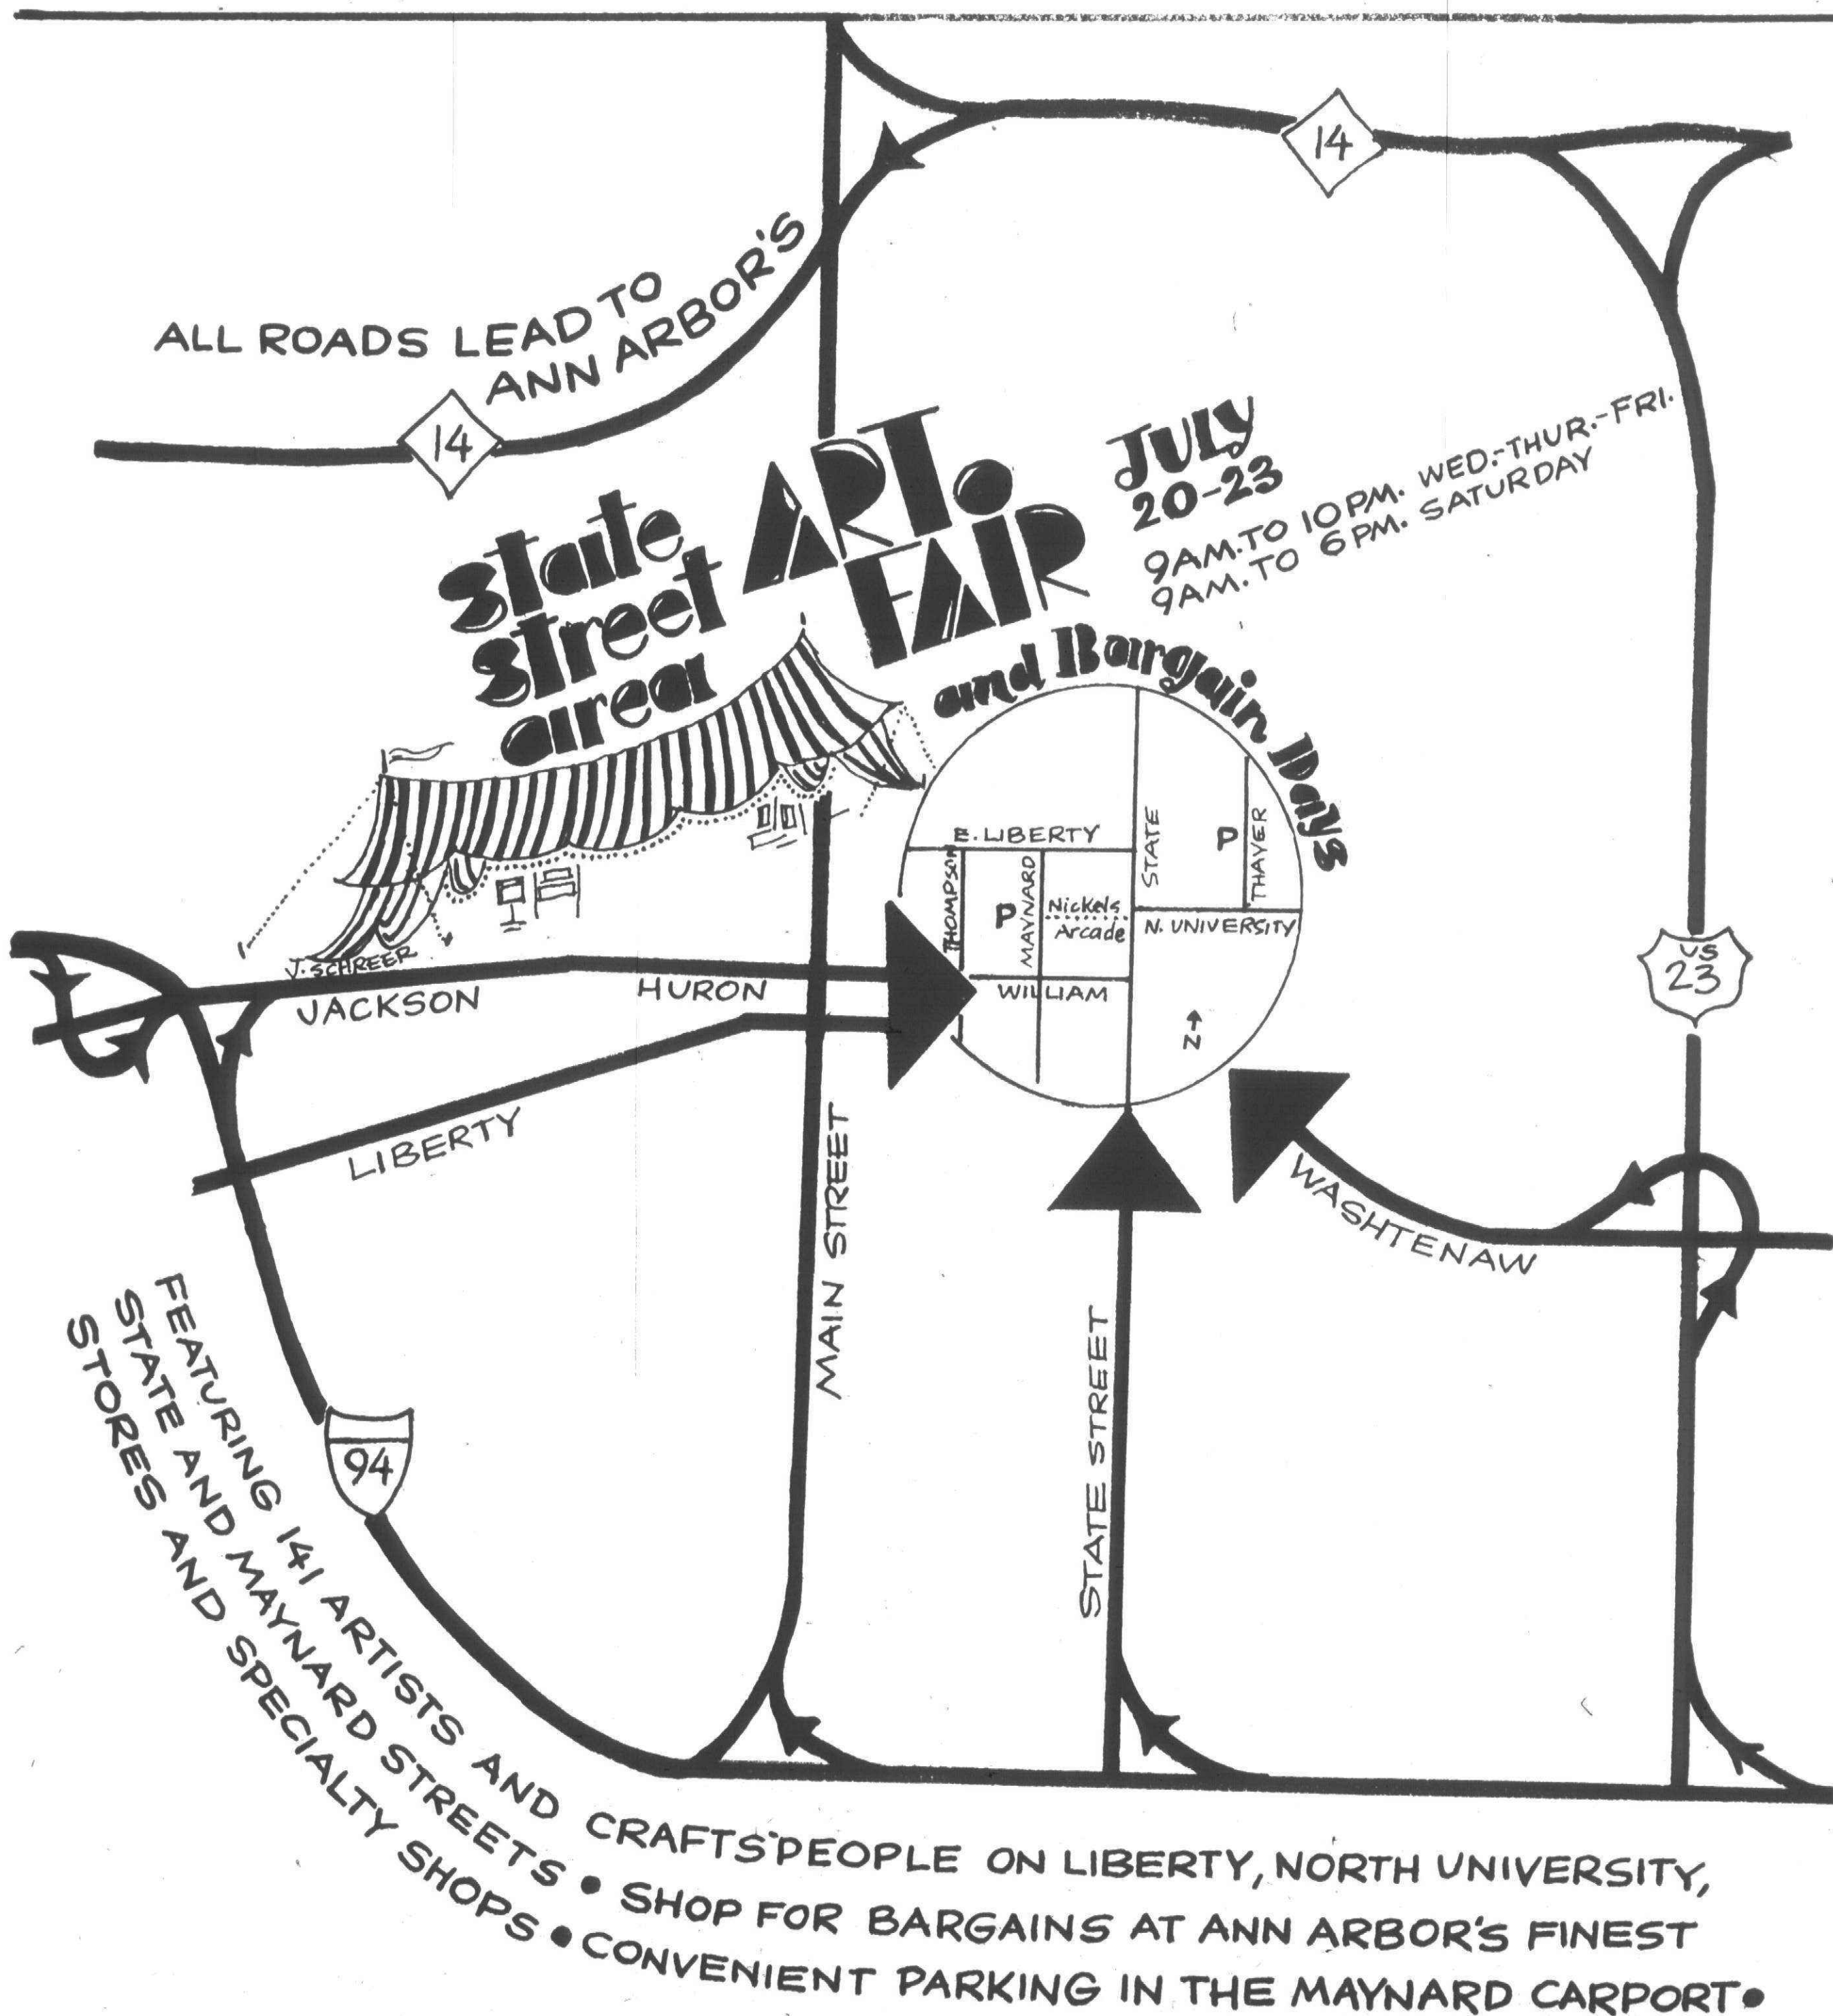 14
ALL ROADS LEAD TO
ANN ARBOR'S
14
State
Street
area
ART
FAIR
and Bargain Days
JULY
20-23
9AM. TO 10PM. WED.-THUR.-FRI.
9AM. TO 6PM. SATURDAY
E. LIBERTY
THOMPSON
P
MAYNARD
Nickels
Arcade
STATE
P
THAYER
N. UNIVERSITY
WILLIAM
N
US
23
J. SCHREER
JACKSON
HURON
LIBERTY
MAIN STREET
STATE STREET
WASHTENAW
94
FEATURING 141 ARTISTS AND CRAFTSPEOPLE ON LIBERTY, NORTH UNIVERSITY,
STATE AND MAYNARD STREETS • SHOP FOR BARGAINS AT ANN ARBOR'S FINEST
STORES AND SPECIALTY SHOPS • CONVENIENT PARKING IN THE MAYNARD CARPORT •